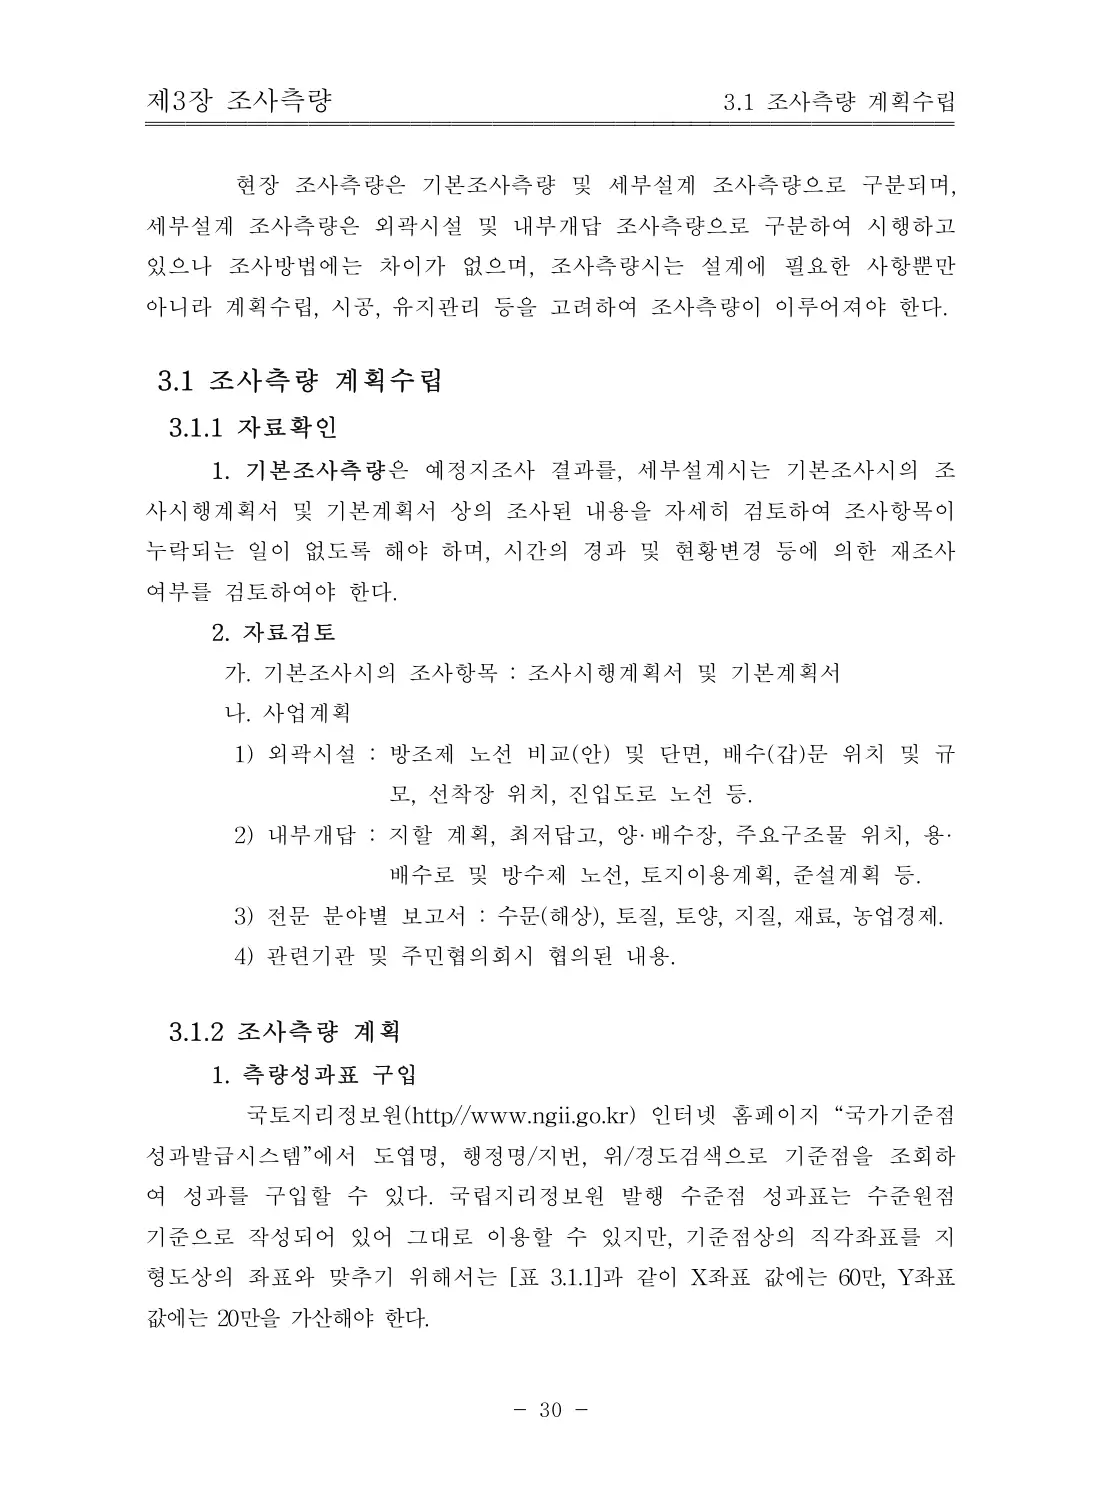 제3장 조사측량
3.1 조사측량 계획수립
현장 조사측량은 기본조사측량 및 세부설계 조사측량으로 구분되며,
세부설계 조사측량은 외곽시설 및 내부개답 조사측량으로 구분하여 시행하고
있으나 조사방법에는 차이가 없으며, 조사측량시는 설계에 필요한 사항뿐만
아니라 계획수립, 시공, 유지관리 등을 고려하여 조사측량이 이루어져야 한다.
3.1 조사측량 계획수립
3.1.1 자료확인
1. 기본조사측량은 예정지조사 결과를, 세부설계시는 기본조사시의 조
사시행계획서 및 기본계획서 상의 조사된 내용을 자세히 검토하여 조사항목이
누락되는 일이 없도록 해야 하며, 시간의 경과 및 현황변경 등에 의한 재조사
여부를 검토하여야 한다.
2. 자료검토
가. 기본조사시의 조사항목 : 조사시행계획서 및 기본계획서
나. 사업계획
1) 외곽시설 : 방조제 노선 비교(안) 및 단면, 배수(갑)문 위치 및 규
모, 선착장 위치, 진입도로 노선 등.
2) 내부개답 : 지할 계획, 최저답고, 양·배수장, 주요구조물 위치, 용·
배수로 및 방수제 노선, 토지이용계획, 준설계획 등.
3) 전문 분야별 보고서 : 수문(해상), 토질, 토양, 지질, 재료, 농업경제.
4) 관련기관 및 주민협의회시 협의된 내용.
3.1.2 조사측량 계획
1. 측량성과표 구입
국토지리정보원(http//www.ngii.go.kr) 인터넷 홈페이지 “국가기준점
성과발급시스템”에서 도엽명, 행정명/지번, 위/경도검색으로 기준점을 조회하
여 성과를 구입할 수 있다. 국립지리정보원 발행 수준점 성과표는 수준원점
기준으로 작성되어 있어 그대로 이용할 수 있지만, 기준점상의 직각좌표를 지
형도상의 좌표와 맞추기 위해서는 [표 3.1.1]과 같이 X좌표 값에는 60만, Y좌표
값에는 20만을 가산해야 한다.
- 30 -